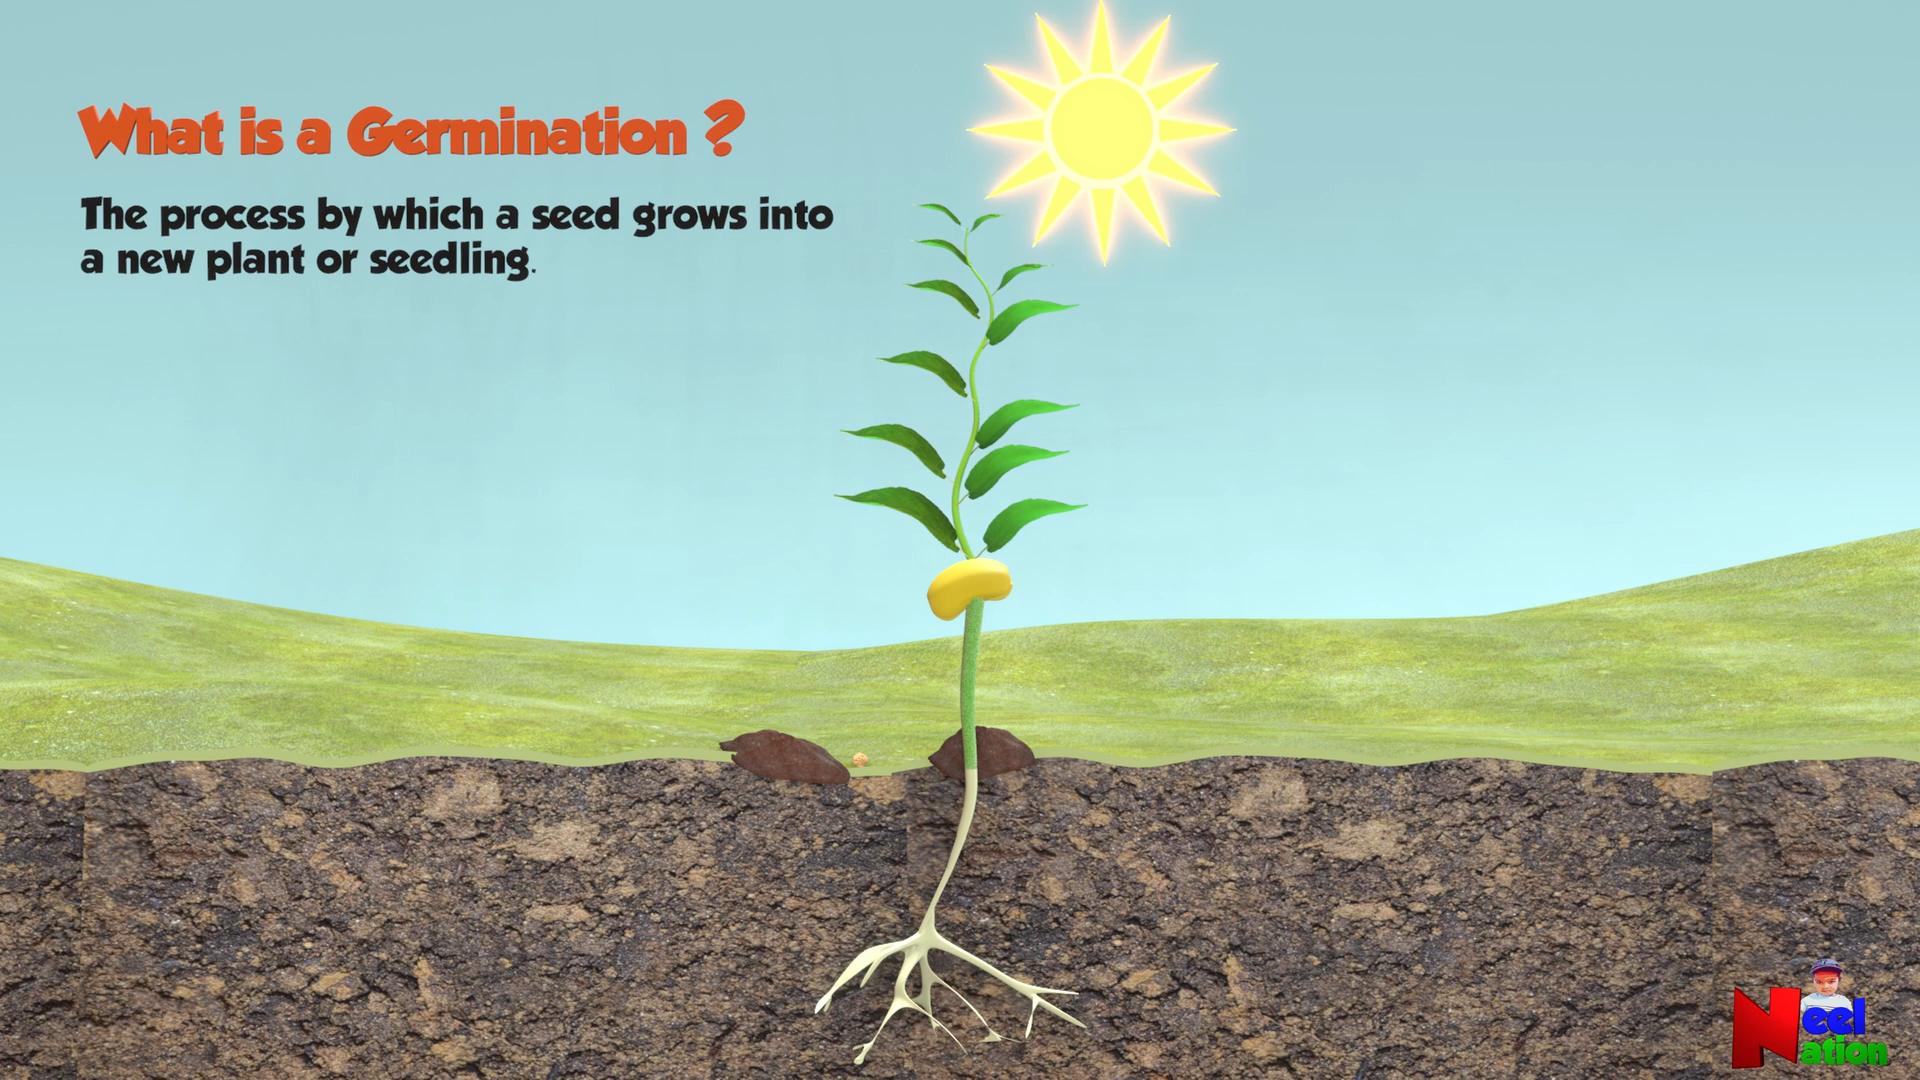 What is a Germination ?
The process by which a seed grows into
a new plant or seedling.
Neel
Nation